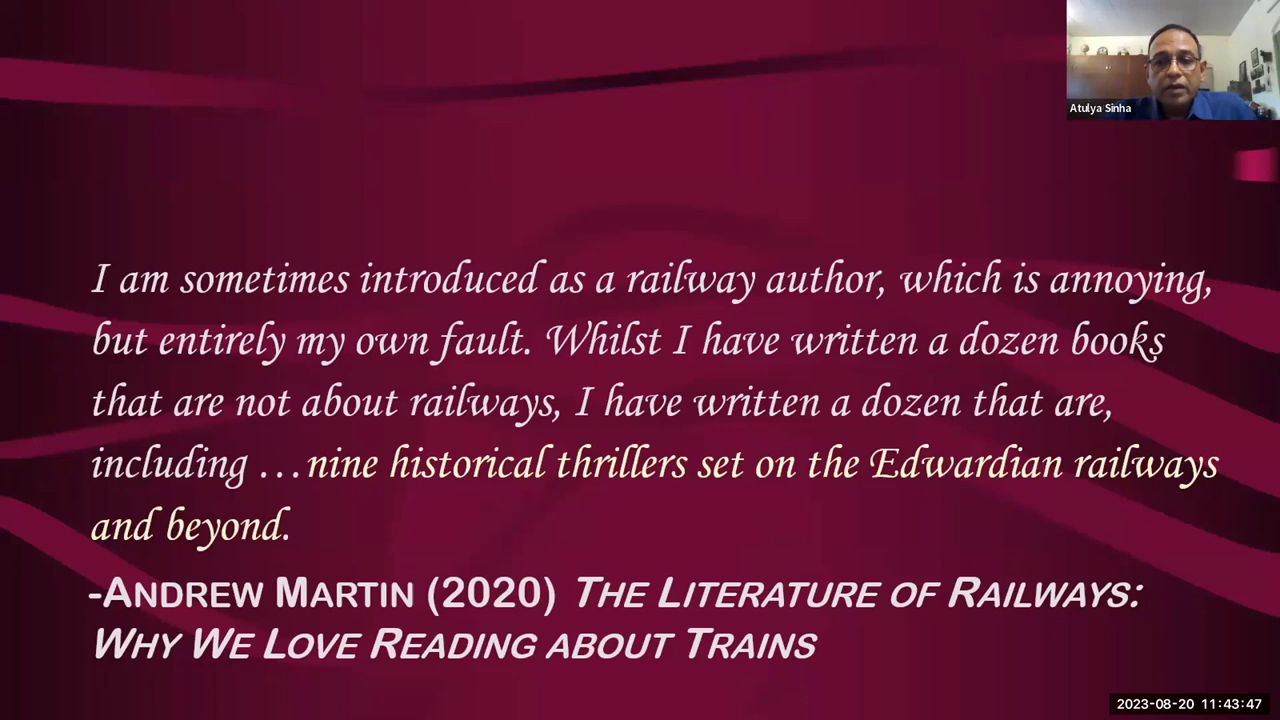 Atulya Sinha
I am sometimes introduced as a railway author, which is annoying,
but entirely my own fault. Whilst I have written a dozen books
that are not about railways, I have written a dozen that are,
including …nine historical thrillers set on the Edwardian railways
and beyond.
-ANDREW MARTIN (2020) THE LITERATURE OF RAILWAYS:
WHY WE LOVE READING ABOUT TRAINS
2023-08-20 11:43:47